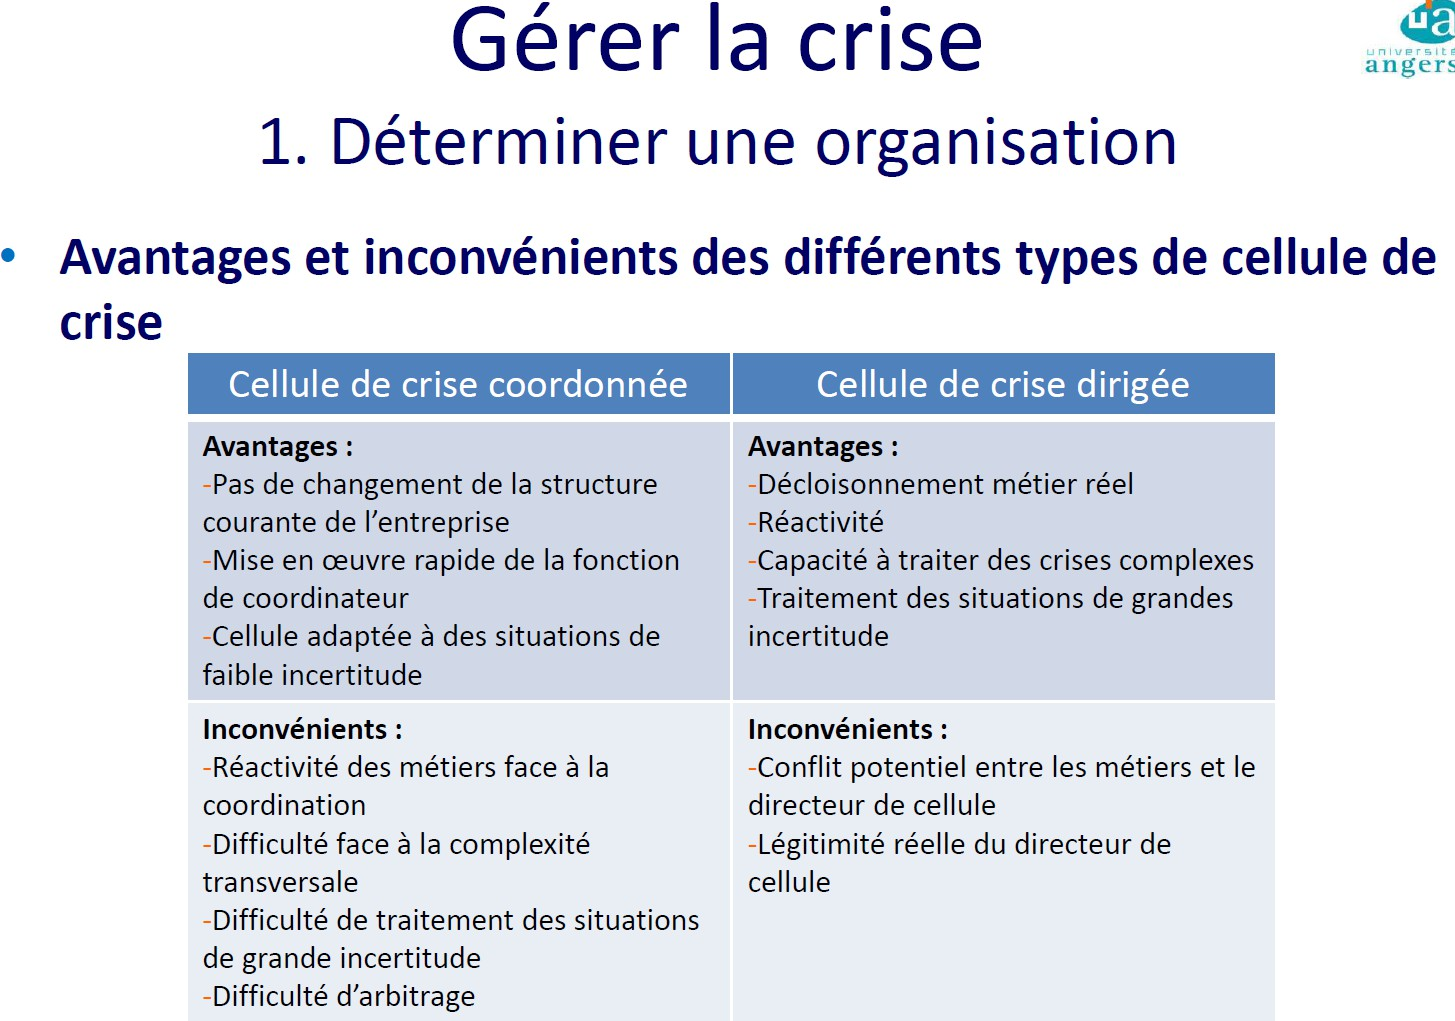 Gérer la crise
ua
université
angers
1. Déterminer une organisation
• Avantages et inconvénients des différents types de cellule de
crise
Cellule de crise coordonnée
Avantages :
-Pas de changement de la structure
courante de l’entreprise
-Mise en œuvre rapide de la fonction
de coordinateur
-Cellule adaptée à des situations de
faible incertitude
Inconvénients :
-Réactivité des métiers face à la
coordination
-Difficulté face à la complexité
transversale
-Difficulté de traitement des situations
de grande incertitude
-Difficulté d’arbitrage
Cellule de crise dirigée
Avantages :
-Décloisonnement métier réel
-Réactivité
-Capacité à traiter des crises complexes
-Traitement des situations de grandes
incertitude
Inconvénients :
-Conflit potentiel entre les métiers et le
directeur de cellule
-Légitimité réelle du directeur de
cellule